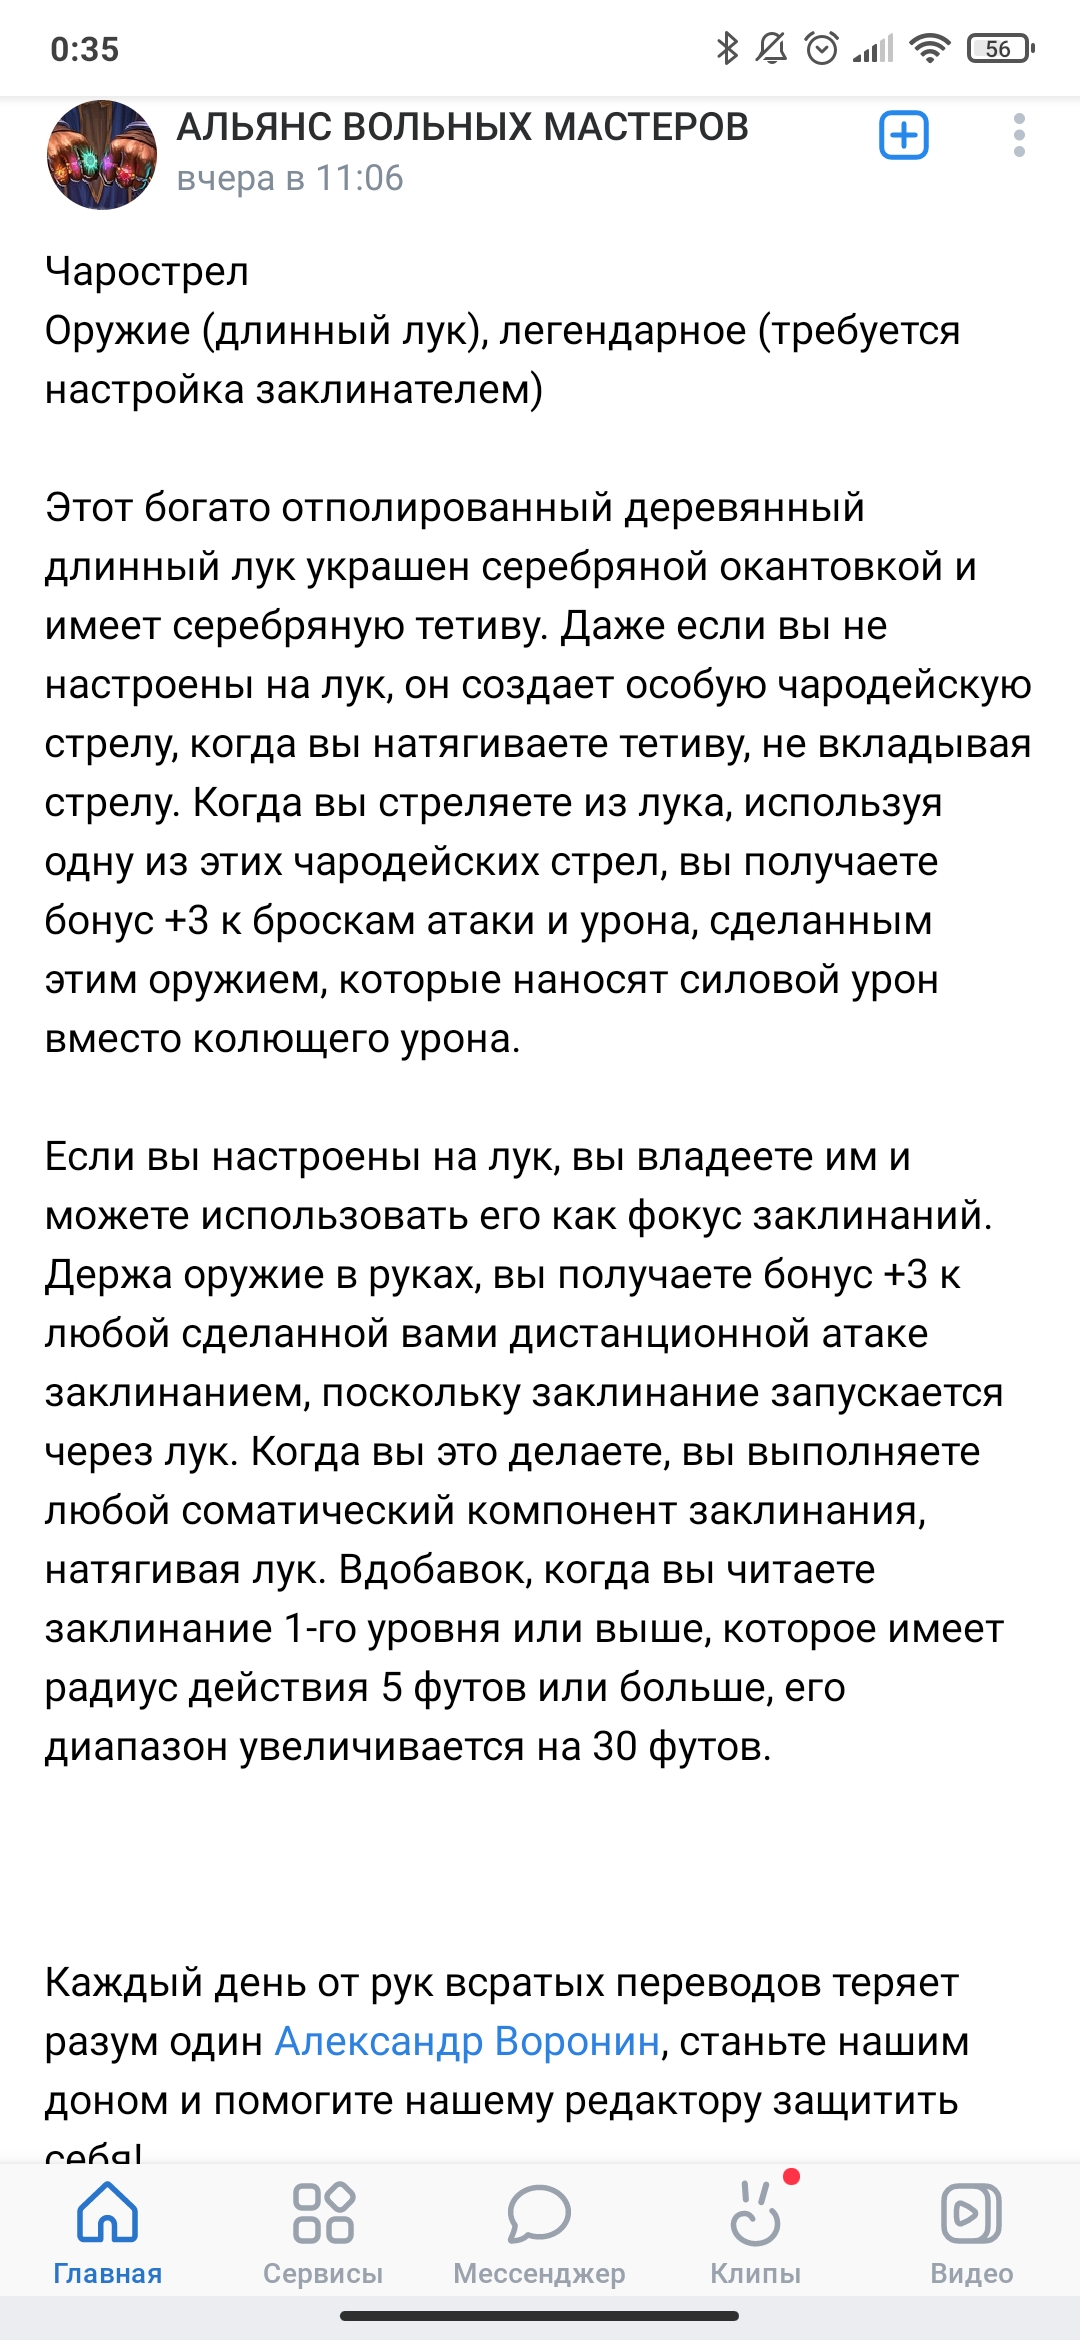 0:35
56
АЛЬЯНС ВОЛЬНЫХ МАСТЕРОВ
вчера в 11:06
Чарострел
Оружие (длинный лук), легендарное (требуется
настройка заклинателем)
Этот богато отполированный деревянный
длинный лук украшен серебряной окантовкой и
имеет серебряную тетиву. Даже если вы не
настроены на лук, он создает особую чародейскую
стрелу, когда вы натягиваете тетиву, не вкладывая
стрелу. Когда вы стреляете из лука, используя
одну из этих чародейских стрел, вы получаете
бонус +3 к броскам атаки и урона, сделанным
этим оружием, которые наносят силовой урон
вместо колющего урона.
Если вы настроены на лук, вы владеете им и
можете использовать его как фокус заклинаний.
Держа оружие в руках, вы получаете бонус +3 к
любой сделанной вами дистанционной атаке
заклинанием, поскольку заклинание запускается
через лук. Когда вы это делаете, вы выполняете
любой соматический компонент заклинания,
натягивая лук. Вдобавок, когда вы читаете
заклинание 1-го уровня или выше, которое имеет
радиус действия 5 футов или больше, его
диапазон увеличивается на 30 футов.
Каждый день от рук всратых переводов теряет
разум один Александр Воронин, станьте нашим
доном и помогите нашему редактору защитить
себя!
Главная
Сервисы
Мессенджер
Клипы
Видео